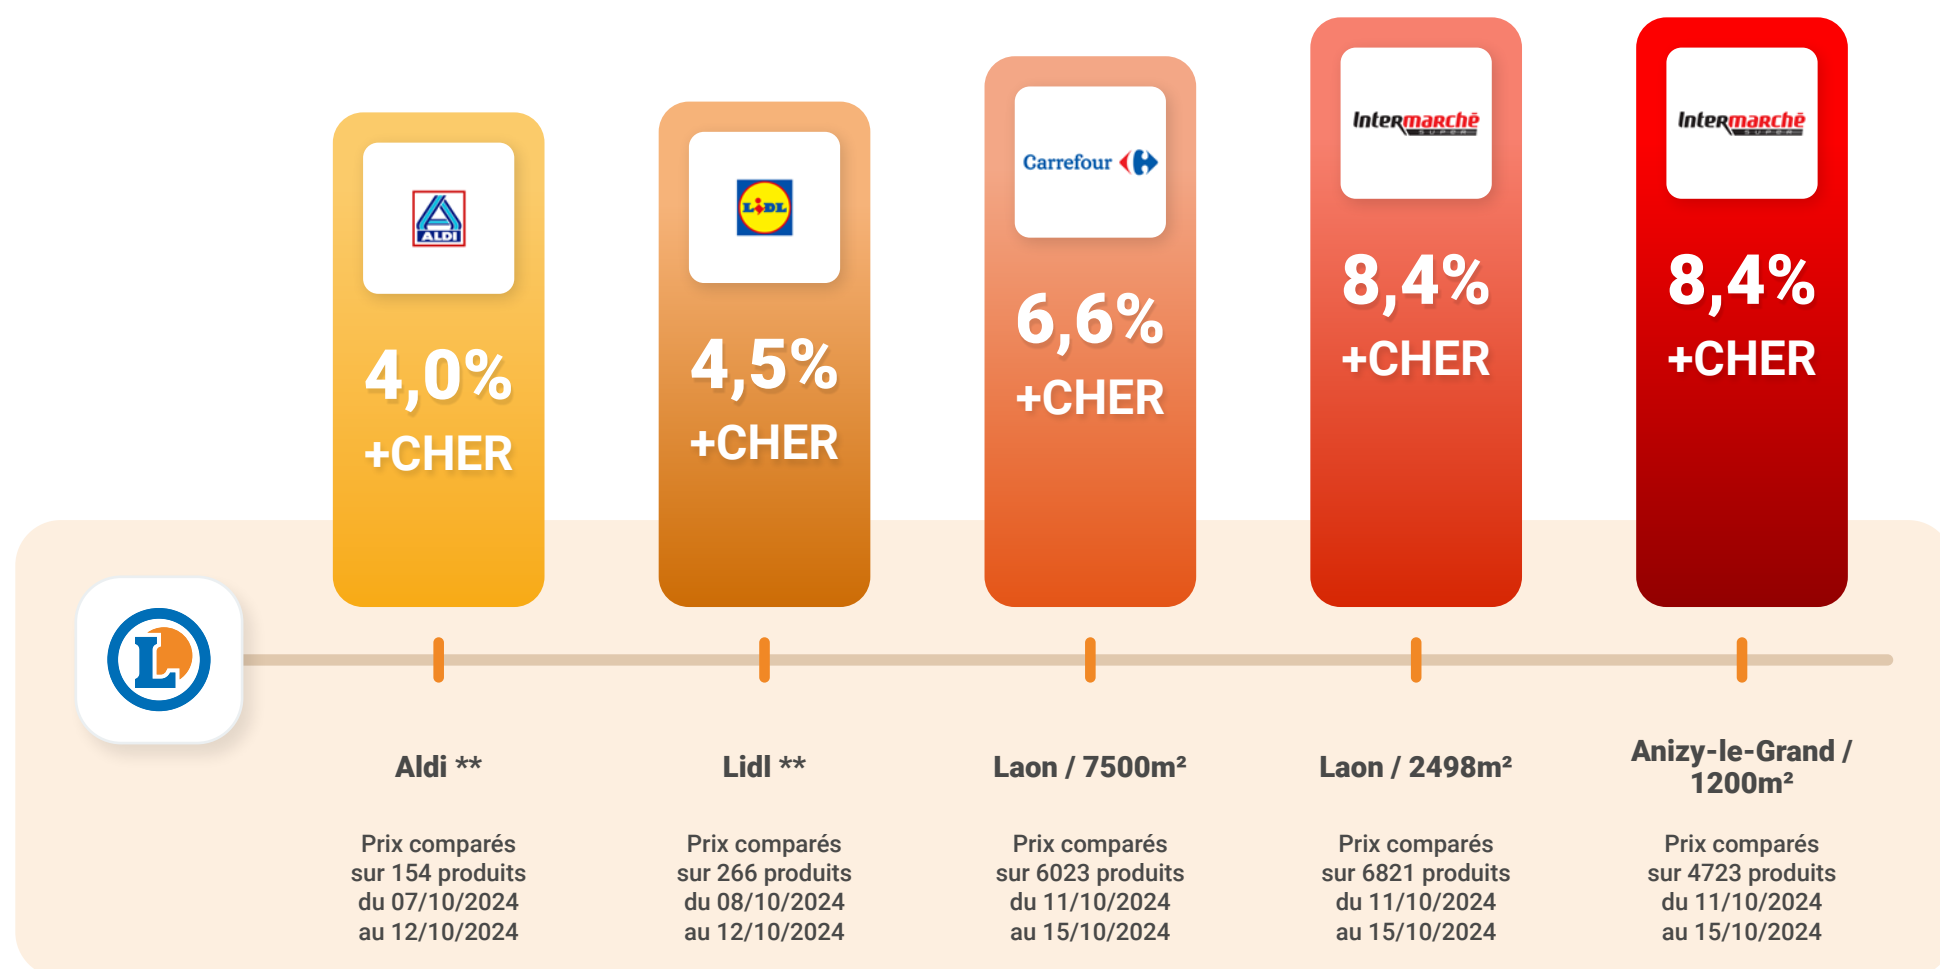 ALDI
4,0%
+CHER
LIDL
4,5%
+CHER
Carrefour
6,6%
+CHER
Intermarchē
SUPER
8,4%
+CHER
Intermarchē
SUPER
8,4%
+CHER
L
Aldi **
Prix comparés
sur 154 produits
du 07/10/2024
au 12/10/2024
Lidl **
Prix comparés
sur 266 produits
du 08/10/2024
au 12/10/2024
Laon / 7500m²
Prix comparés
sur 6023 produits
du 11/10/2024
au 15/10/2024
Laon / 2498m²
Prix comparés
sur 6821 produits
du 11/10/2024
au 15/10/2024
Anizy-le-Grand /
1200m²
Prix comparés
sur 4723 produits
du 11/10/2024
au 15/10/2024